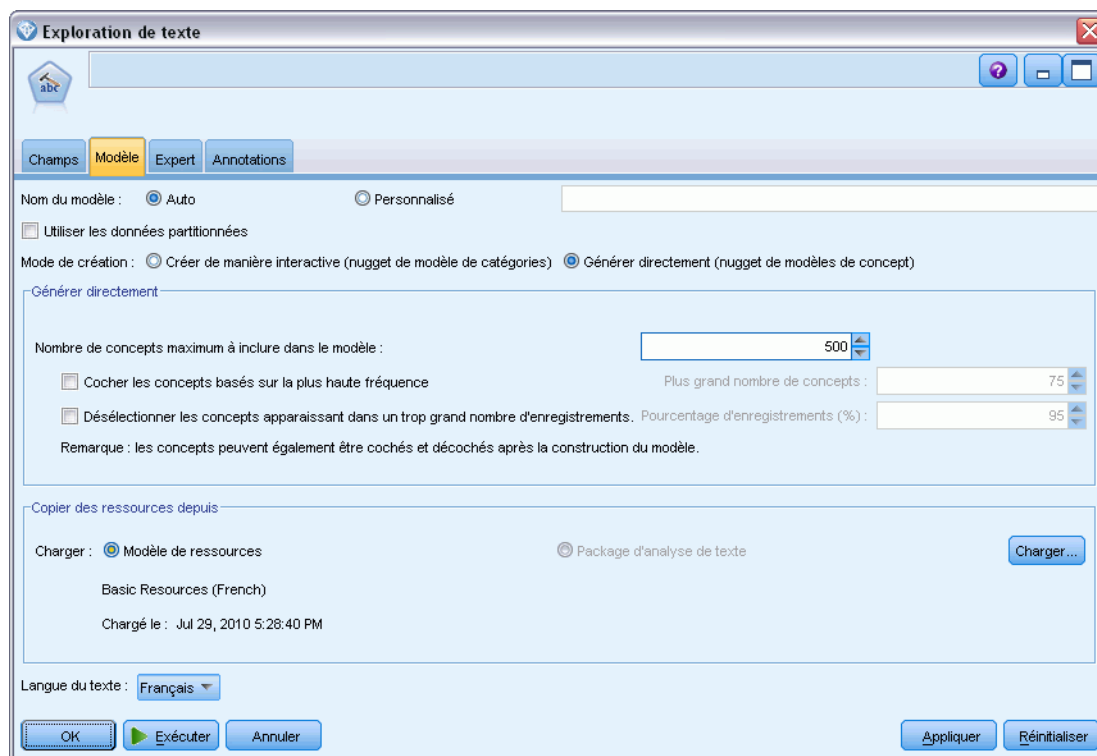 Exploration de texte
abc
Champs Modèle Expert Annotations
Nom du modèle : Auto Personnalisé
Utiliser les données partitionnées
Mode de création : Créer de manière interactive (nugget de modèle de catégories) Générer directement (nugget de modèles de concept)
Générer directement
Nombre de concepts maximum à inclure dans le modèle : 500
Cocher les concepts basés sur la plus haute fréquence Plus grand nombre de concepts : 75
Désélectionner les concepts apparaissant dans un trop grand nombre d'enregistrements. Pourcentage d'enregistrements (%) : 95
Remarque : les concepts peuvent également être cochés et décochés après la construction du modèle.
Copier des ressources depuis
Charger : Modèle de ressources Package d'analyse de texte Charger...
Basic Resources (French)
Chargé le : Jul 29, 2010 5:28:40 PM
Langue du texte : Français
OK Exécuter Annuler Appliquer Réinitialiser